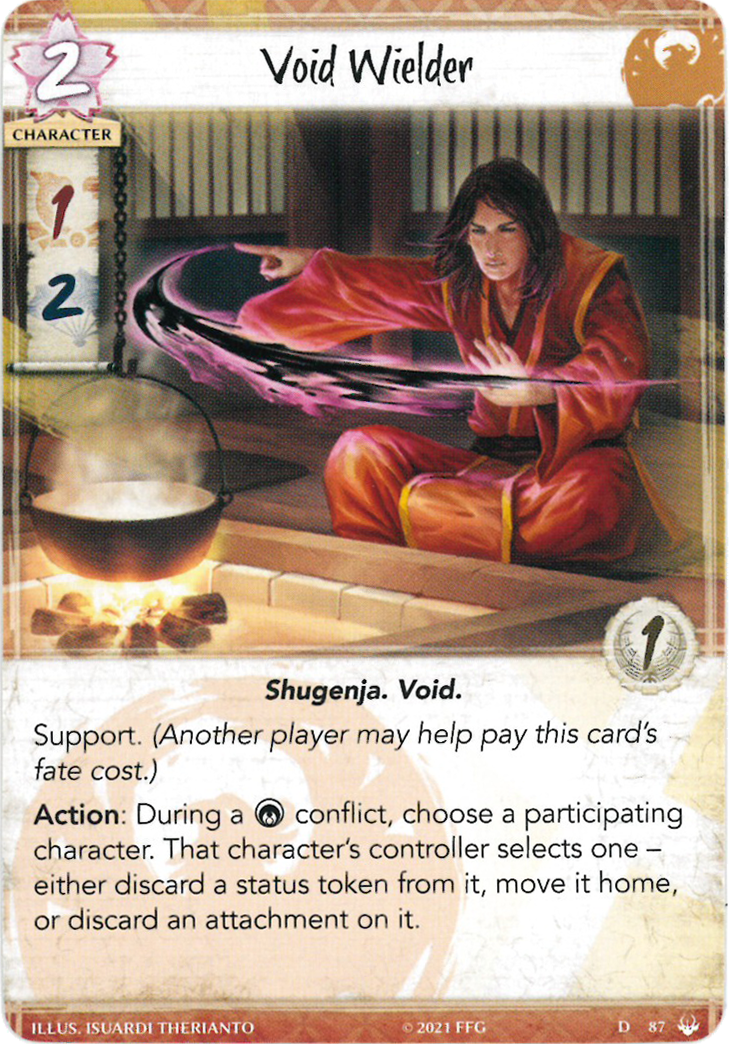 2
Void Wielder
CHARACTER
1
2
1
Shugenja. Void.
Support. (Another player may help pay this card's
fate cost.)
Action: During a conflict, choose a participating
character. That character's controller selects one –
either discard a status token from it, move it home,
or discard an attachment on it.
ILLUS. ISUARDI THERIANTO
© 2021 FFG
D 87